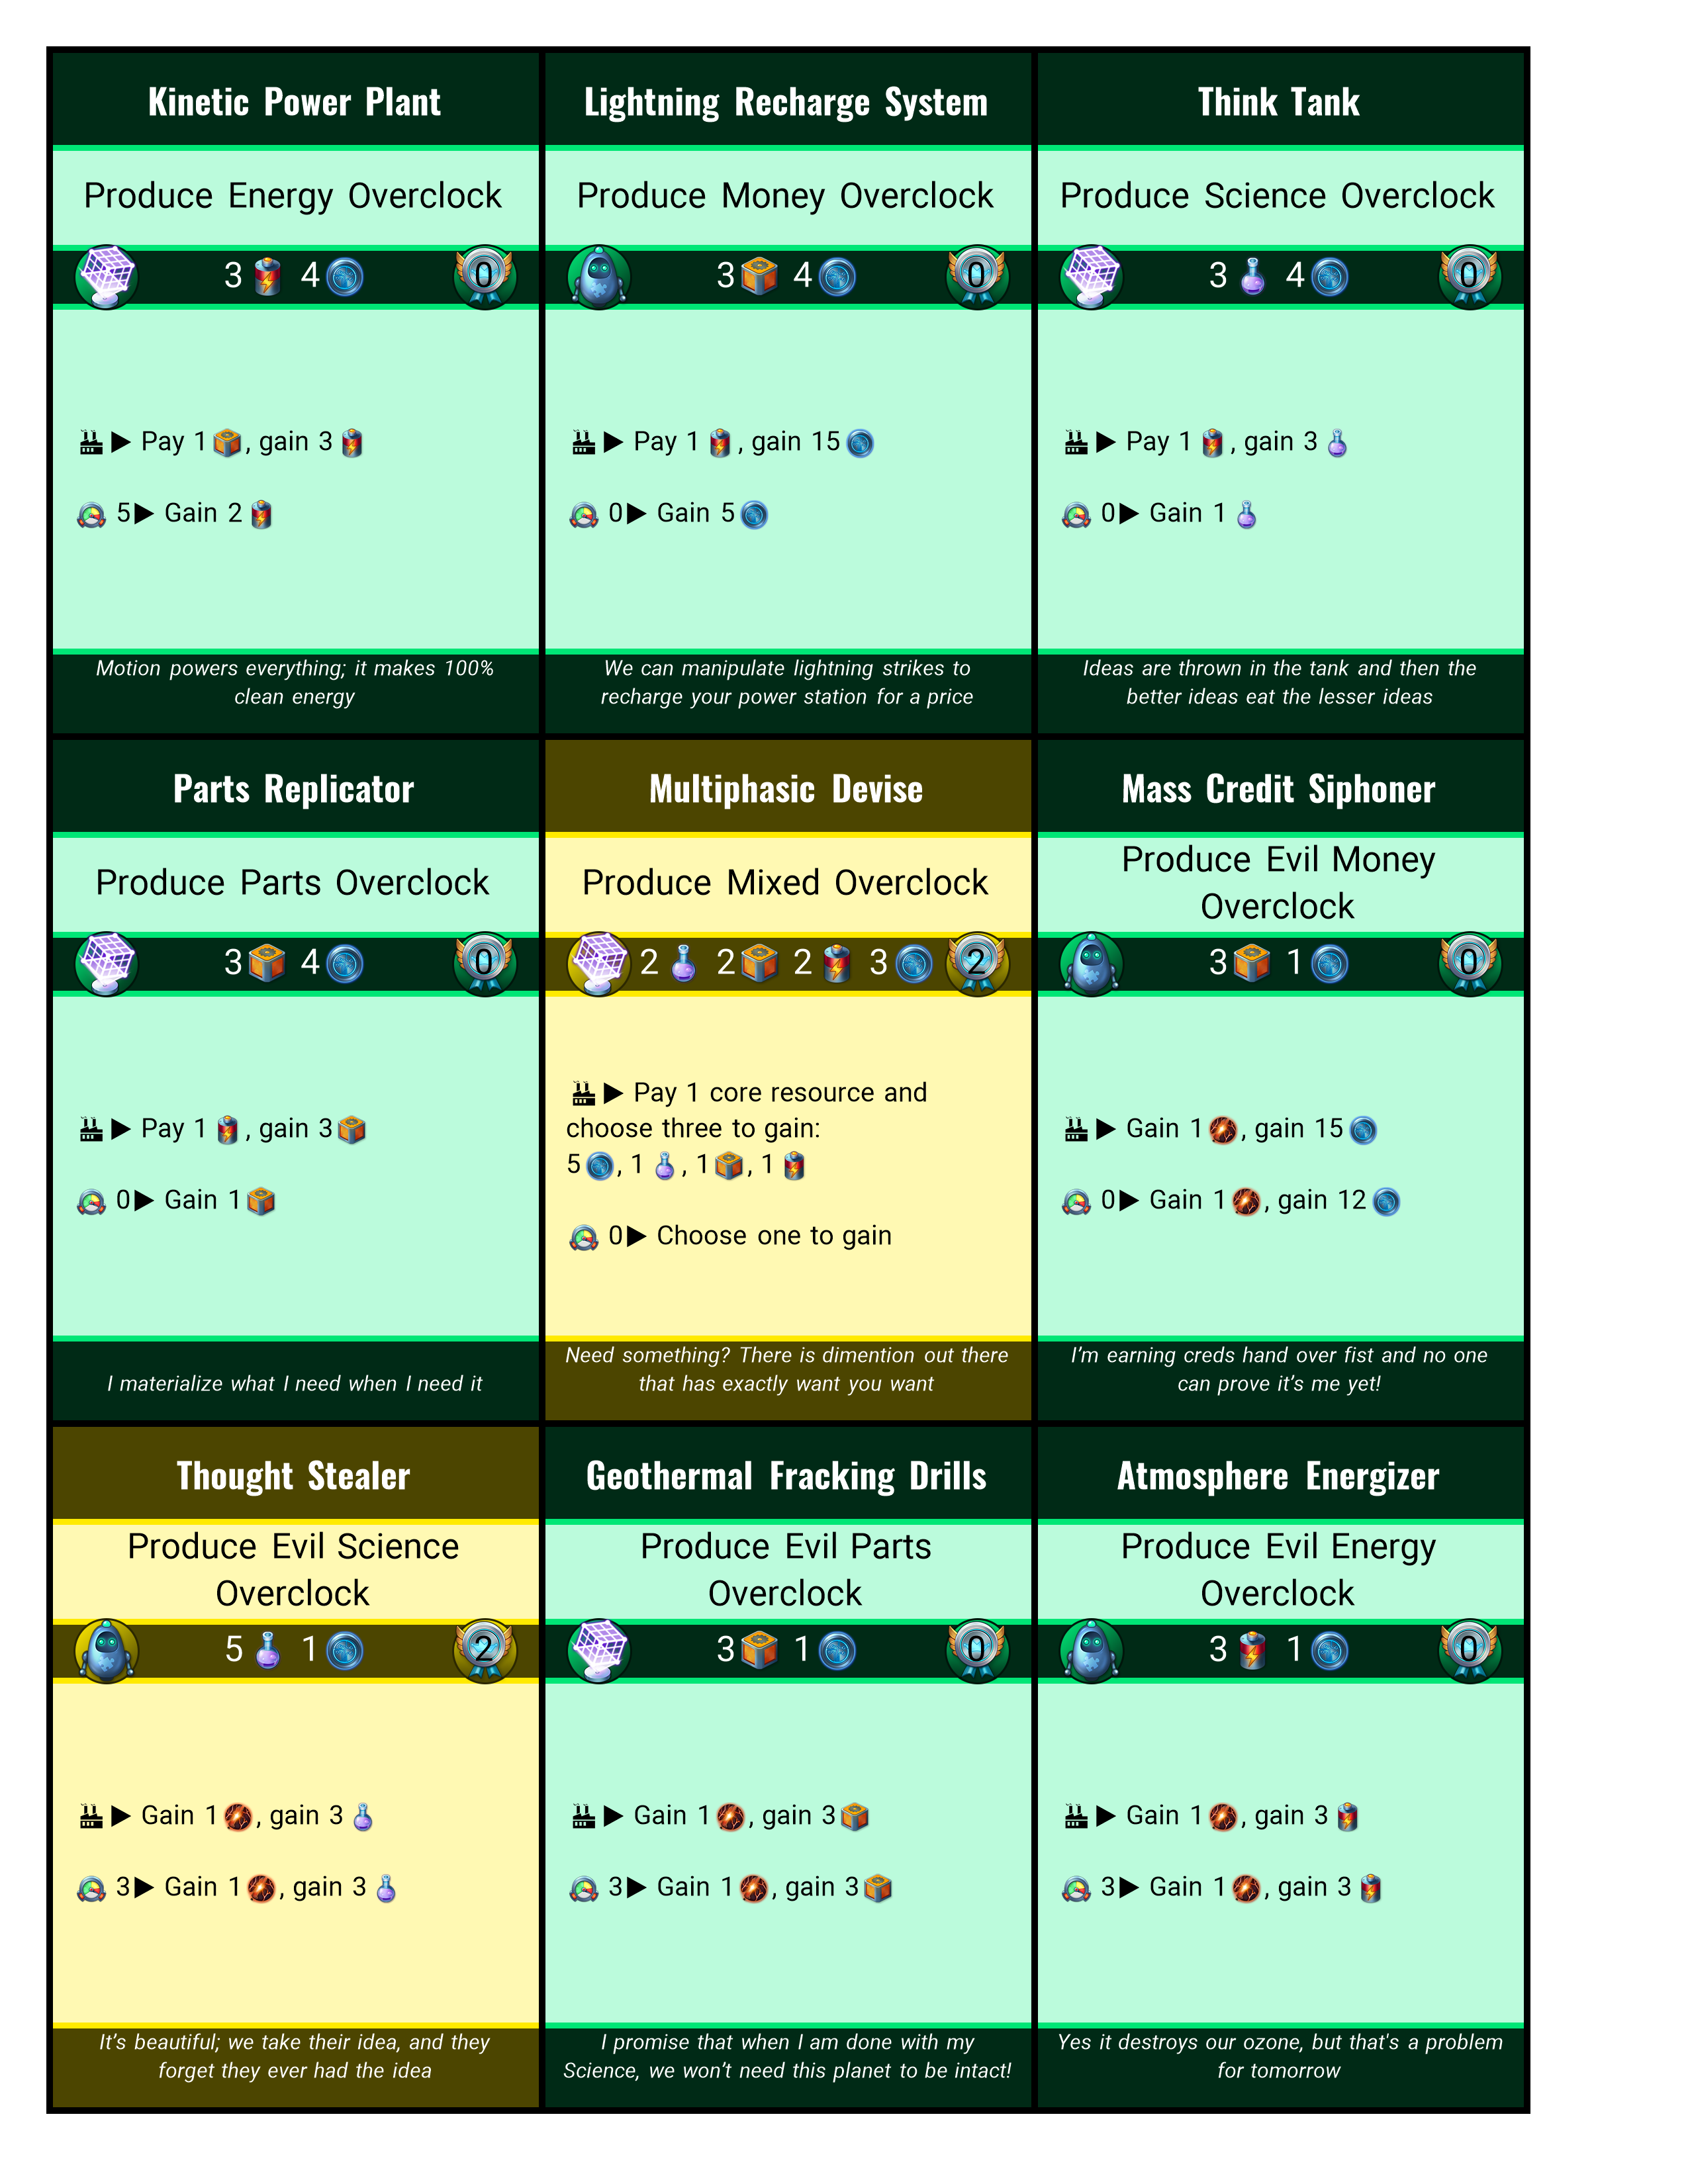 Kinetic Power Plant
Produce Energy Overclock
3 4 0
Pay 1, gain 3
5 Gain 2
Motion powers everything; it makes 100%
clean energy
Lightning Recharge System
Produce Money Overclock
3 4 0
Pay 1, gain 15
0 Gain 5
We can manipulate lightning strikes to
recharge your power station for a price
Think Tank
Produce Science Overclock
3 4 0
Pay 1, gain 3
0 Gain 1
Ideas are thrown in the tank and then the
better ideas eat the lesser ideas
Parts Replicator
Produce Parts Overclock
3 4 0
Pay 1, gain 3
0 Gain 1
I materialize what I need when I need it
Multiphasic Devise
Produce Mixed Overclock
2 2 2 3 2
Pay 1 core resource and
choose three to gain:
5, 1, 1, 1
0 Choose one to gain
Need something? There is dimention out there
that has exactly want you want
Mass Credit Siphoner
Produce Evil Money
Overclock
3 1 0
Gain 1, gain 15
0 Gain 1, gain 12
I'm earning creds hand over fist and no one
can prove it's me yet!
Thought Stealer
Produce Evil Science
Overclock
5 1 2
Gain 1, gain 3
3 Gain 1, gain 3
It's beautiful; we take their idea, and they
forget they ever had the idea
Geothermal Fracking Drills
Produce Evil Parts
Overclock
3 1 0
Gain 1, gain 3
3 Gain 1, gain 3
I promise that when I am done with my
Science, we won't need this planet to be intact!
Atmosphere Energizer
Produce Evil Energy
Overclock
3 1 0
Gain 1, gain 3
3 Gain 1, gain 3
Yes it destroys our ozone, but that's a problem
for tomorrow